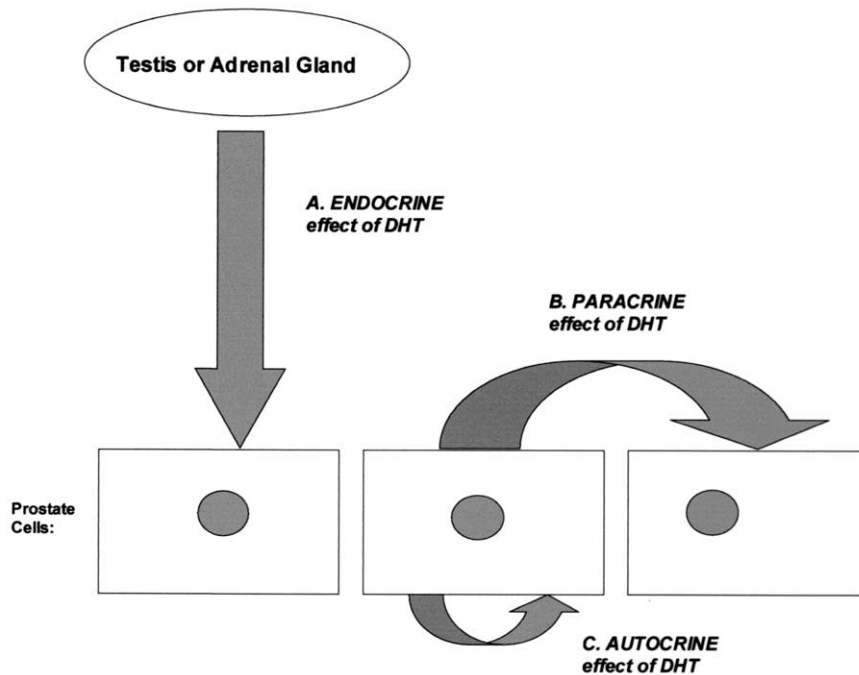 Testis or Adrenal Gland
A. ENDOCRINE
effect of DHT
B. PARACRINE
effect of DHT
Prostate
Cells:
C. AUTOCRINE
effect of DHT